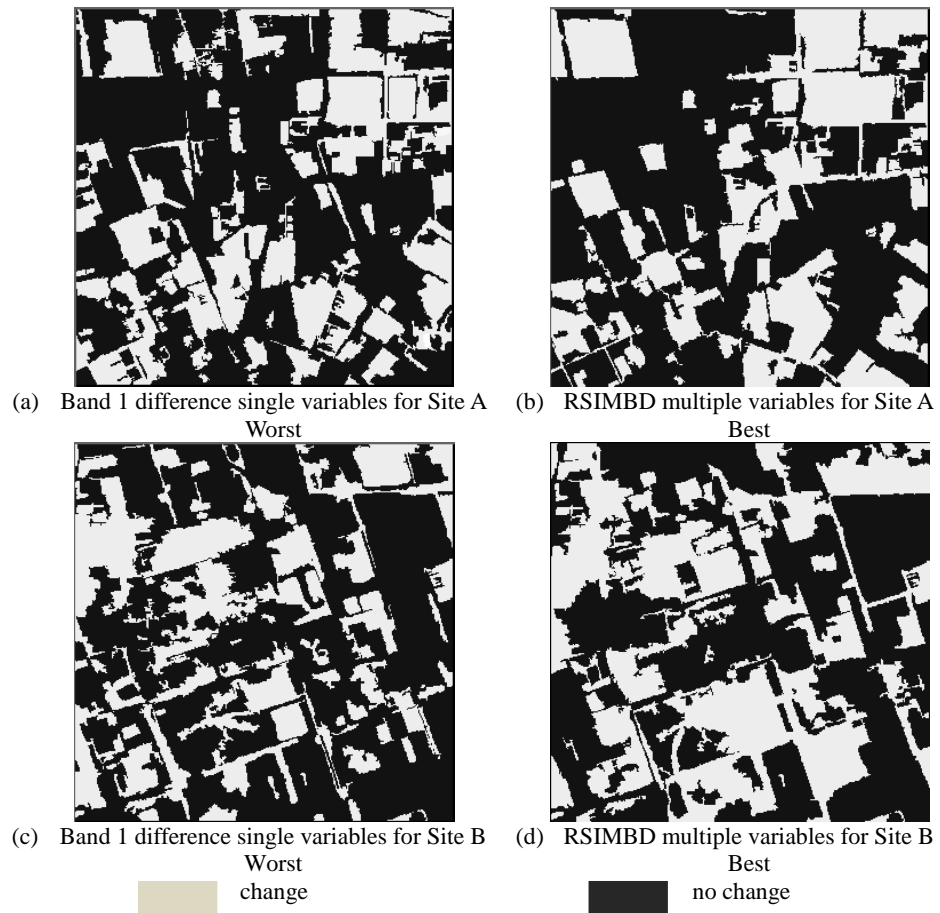 (a) Band 1 difference single variables for Site A
Worst
(b) RSIMBD multiple variables for Site A
Best
(c) Band 1 difference single variables for Site B
Worst
(d) RSIMBD multiple variables for Site B
Best
change
no change